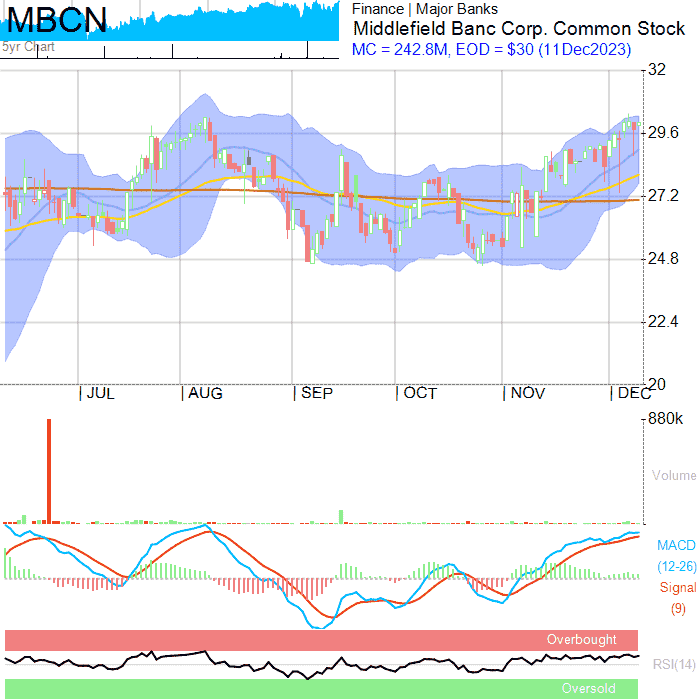 MBCN
5yr Chart
Finance | Major Banks
Middlefield Banc Corp. Common Stock
MC = 242.8M, EOD = $30 (11Dec2023)
32
29.6
27.2
24.8
22.4
20
| JUL | AUG | SEP | OCT | NOV | DEC
880k
Volume
MACD
(12-26)
Signal
(9)
Overbought
RSI(14)
Oversold